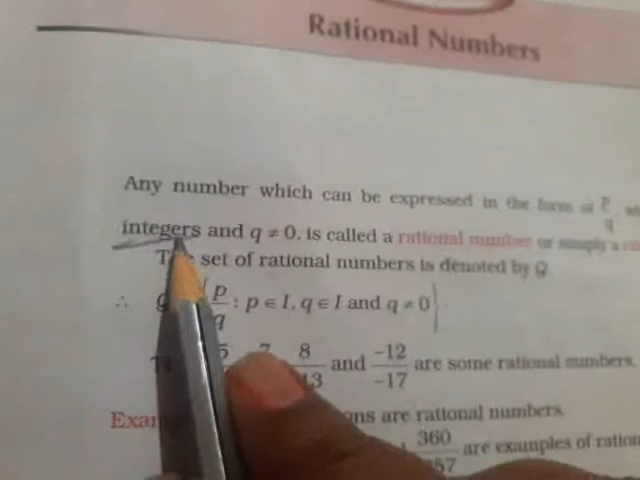 Rational Numbers
Any number which can be expressed in the form of p/q
integers and q ≠ 0, is called a rational number or simply a
set of rational numbers is denoted by Q
∴ { p/q : p ∈ I, q ∈ I and q ≠ 0 }
8 and -12/-17 are some rational numbers.
are rational numbers.
360 are examples of